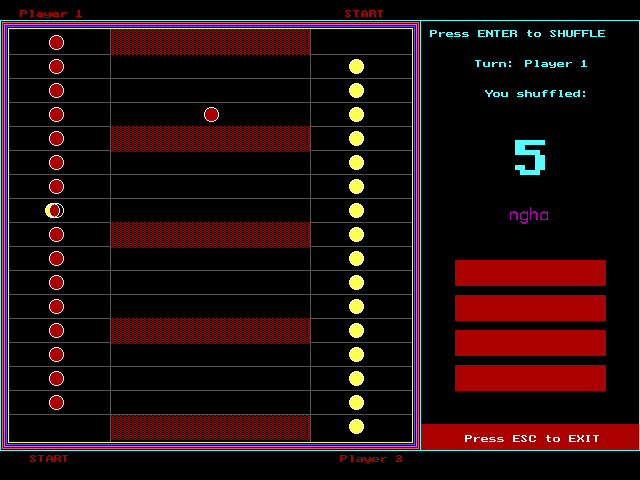 Player 1
START
Press ENTER to SHUFFLE
Turn: Player 1
You shuffled:
5
ngha
Press ESC to EXIT
START
Player 2